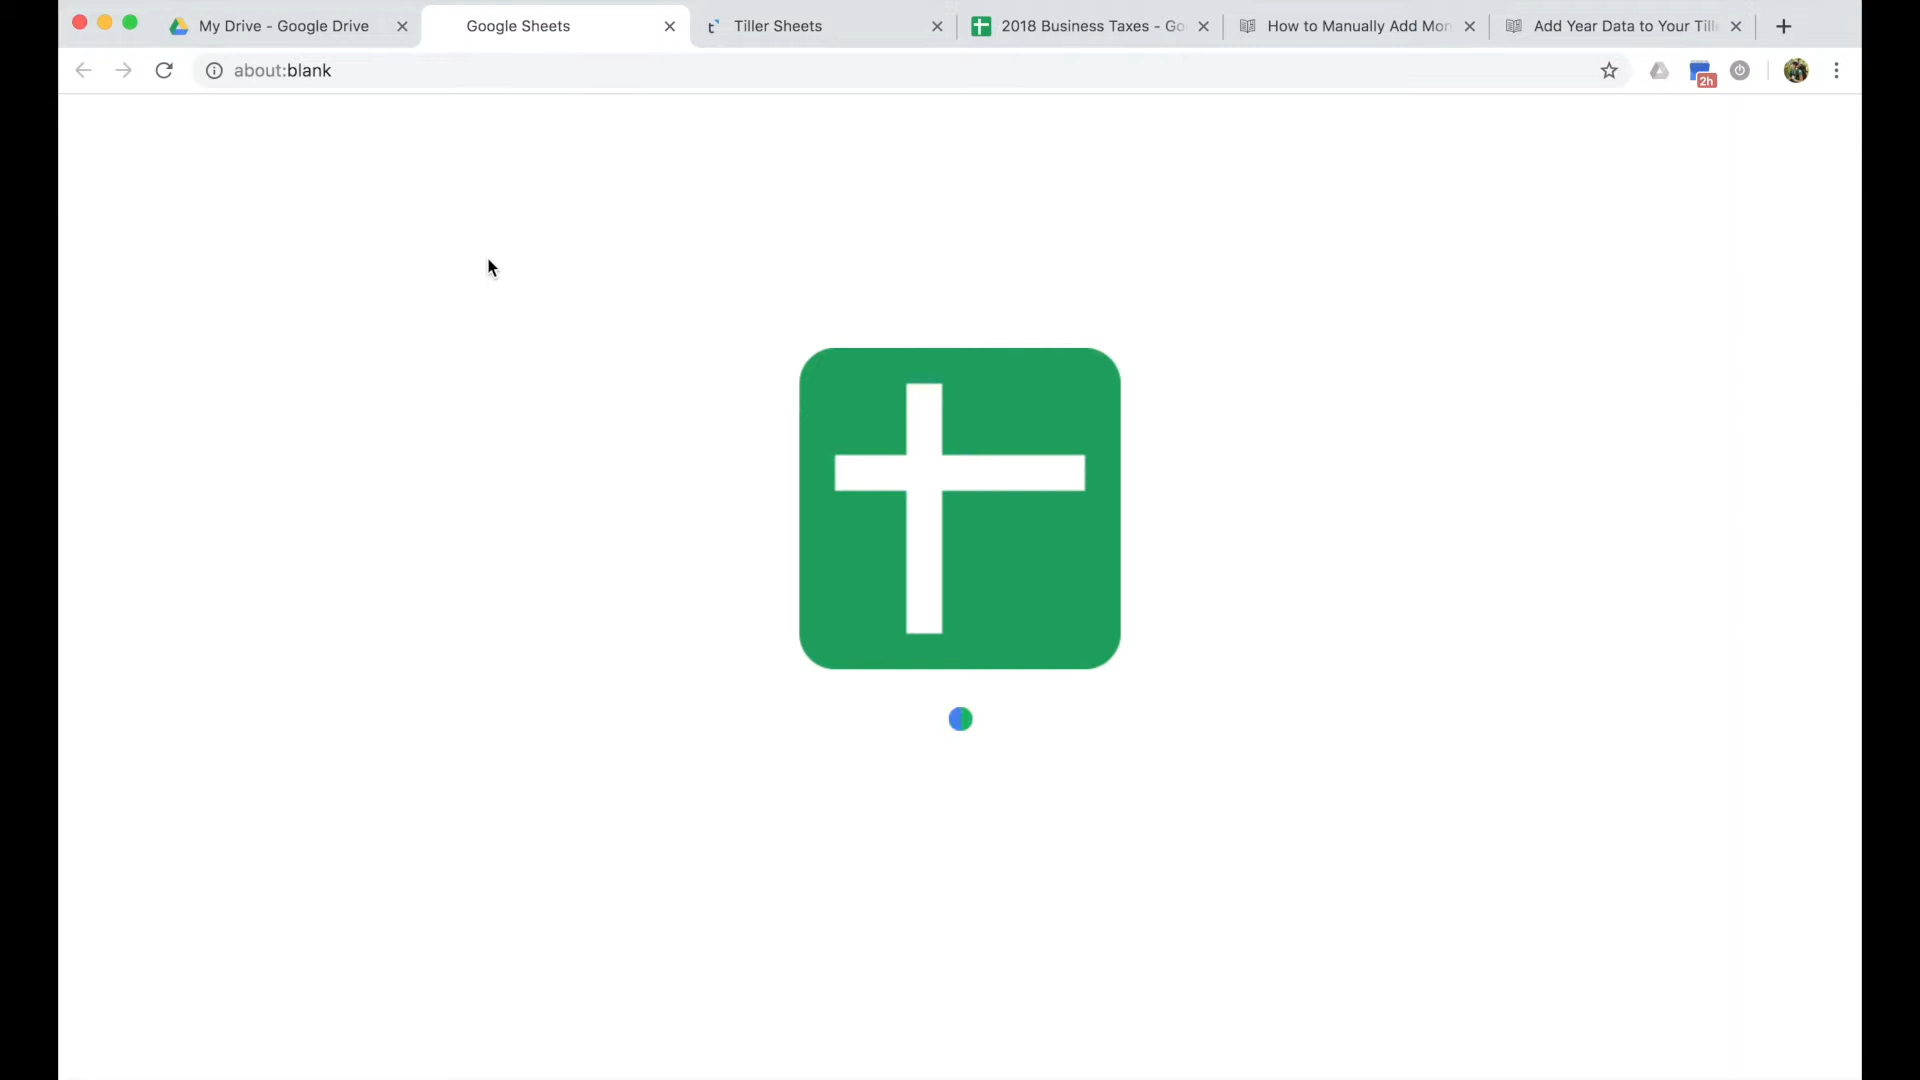 My Drive - Google Drive
Google Sheets
Tiller Sheets
2018 Business Taxes - Go
How to Manually Add Mon
Add Year Data to Your Till
about:blank
2h